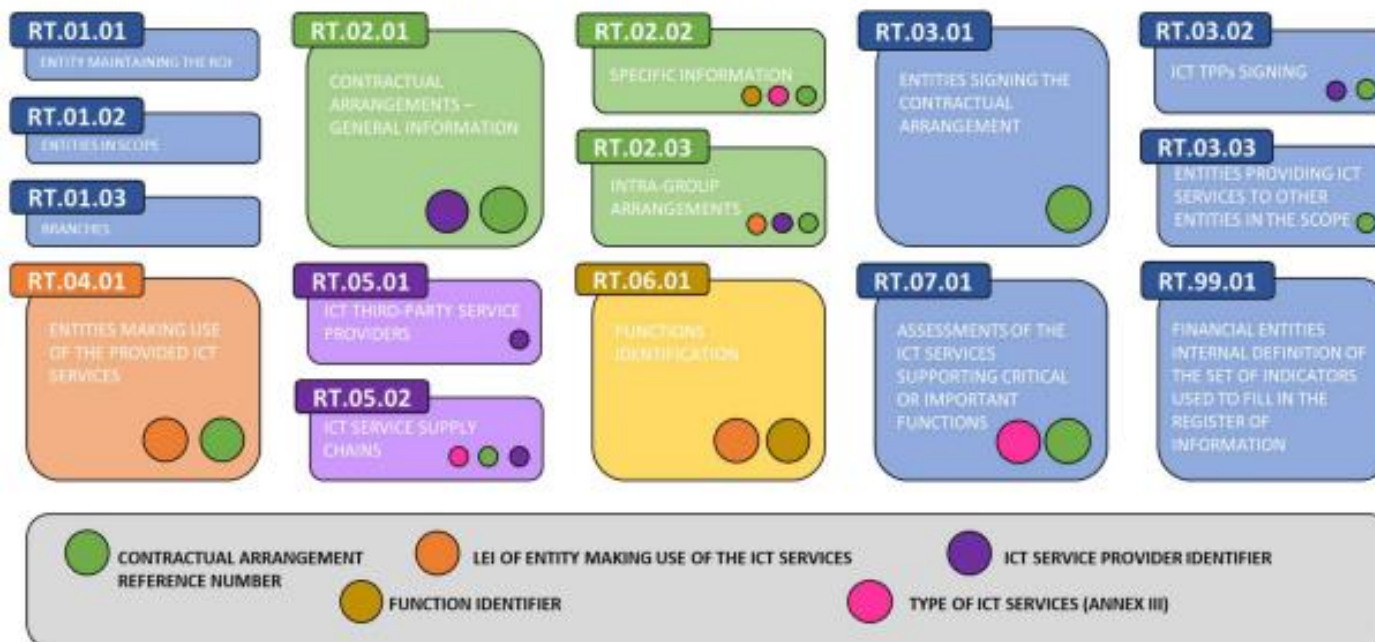 RT.01.01
ENTITY MAINTAINING THE ROI
RT.01.02
ENTITIES IN SCOPE
RT.01.03
BRANCHES
RT.02.01
CONTRACTUAL
ARRANGEMENTS –
GENERAL INFORMATION
RT.02.02
SPECIFIC INFORMATION
RT.02.03
INTRA-GROUP
ARRANGEMENTS
RT.03.01
ENTITIES SIGNING THE
CONTRACTUAL
ARRANGEMENT
RT.03.02
ICT TPPs SIGNING
RT.03.03
ENTITIES PROVIDING ICT
SERVICES TO OTHER
ENTITIES IN THE SCOPE
RT.04.01
ENTITIES MAKING USE
OF THE PROVIDED ICT
SERVICES
RT.05.01
ICT THIRD-PARTY SERVICE
PROVIDERS
RT.05.02
ICT SERVICE SUPPLY
CHAINS
RT.06.01
FUNCTIONS
IDENTIFICATION
RT.07.01
ASSESSMENTS OF THE
ICT SERVICES
SUPPORTING CRITICAL
OR IMPORTANT
FUNCTIONS
RT.99.01
FINANCIAL ENTITIES
INTERNAL DEFINITION OF
THE SET OF INDICATORS
USED TO FILL IN THE
REGISTER OF
INFORMATION
CONTRACTUAL ARRANGEMENT
REFERENCE NUMBER
LEI OF ENTITY MAKING USE OF THE ICT SERVICES
ICT SERVICE PROVIDER IDENTIFIER
FUNCTION IDENTIFIER
TYPE OF ICT SERVICES (ANNEX III)